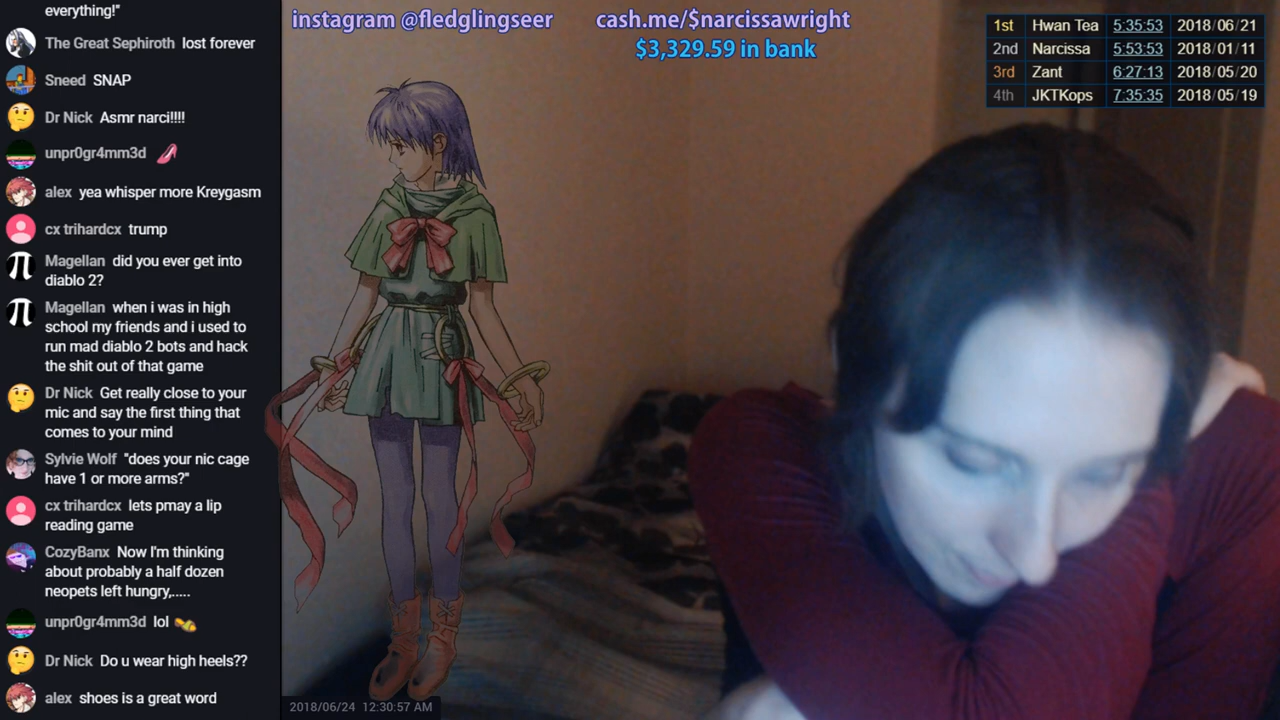 everything!"
The Great Sephiroth lost forever
Sneed SNAP
Dr Nick Asmr narci!!!!
unpr0gr4mm3d
alex yea whisper more Kreygasm
cx trihardcx trump
Magellan did you ever get into
diablo 2?
Magellan when i was in high
school my friends and i used to
run mad diablo 2 bots and hack
the shit out of that game
Dr Nick Get really close to your
mic and say the first thing that
comes to your mind
Sylvie Wolf "does your nic cage
have 1 or more arms?"
cx trihardcx lets pmay a lip
reading game
CozyBanx Now I'm thinking
about probably a half dozen
neopets left hungry,.....
unpr0gr4mm3d lol
Dr Nick Do u wear high heels??
alex shoes is a great word
instagram @fledglingseer
cash.me/$narcissawright
$3,329.59 in bank
1st Hwan Tea 5:35:53 2018/06/21
2nd Narcissa 5:53:53 2018/01/11
3rd Zant 6:27:13 2018/05/20
4th JKTKops 7:35:35 2018/05/19
2018/06/24 12:30:57 AM